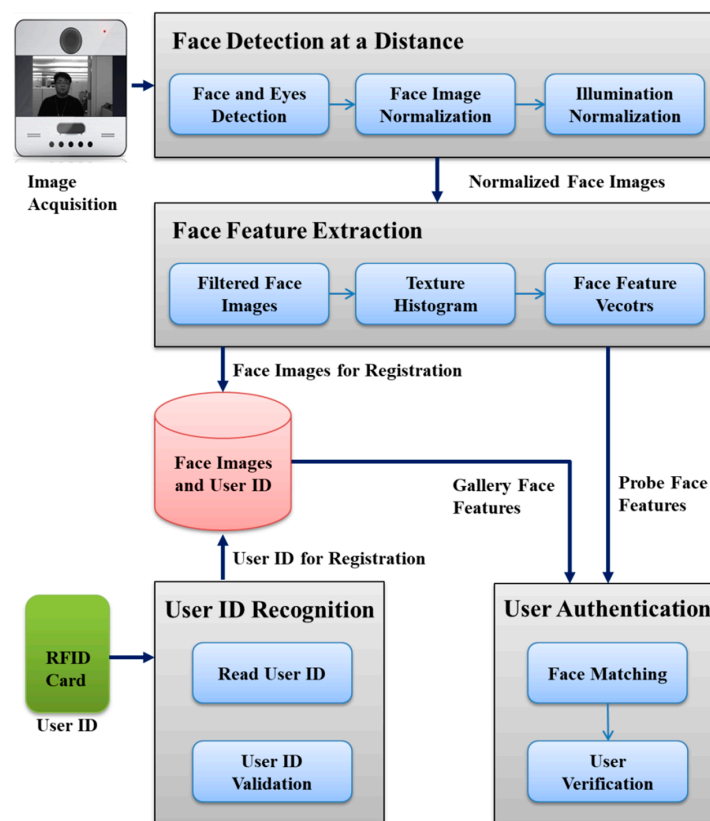 Face Detection at a Distance
Face and Eyes
Detection
Face Image
Normalization
Illumination
Normalization
Image
Acquisition
Normalized Face Images
Face Feature Extraction
Filtered Face
Images
Texture
Histogram
Face Feature
Vecotrs
Face Images for Registration
Face Images
and User ID
Gallery Face
Features
Probe Face
Features
User ID for Registration
RFID
Card
User ID
User ID Recognition
Read User ID
User ID
Validation
User Authentication
Face Matching
User
Verification